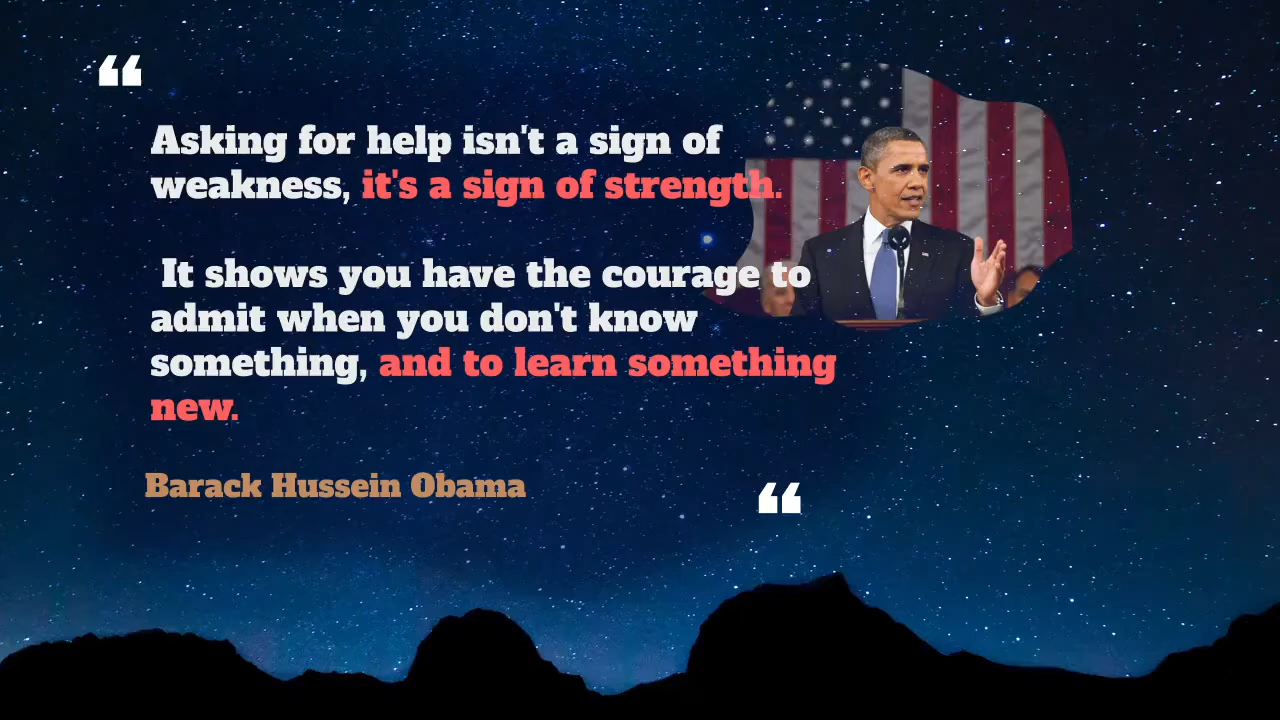 ❝
Asking for help isn't a sign of
weakness, it's a sign of strength.
It shows you have the courage to
admit when you don't know
something, and to learn something
new.
Barack Hussein Obama
❝